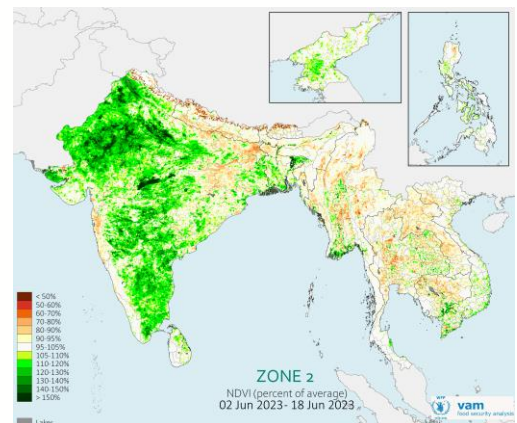 < 50%
50-60%
60-70%
70-80%
80-90%
90-95%
95-105%
105-110%
110-120%
120-130%
130-140%
140-150%
> 150%
Lakes
ZONE 2
NDVI (percent of average)
02 Jun 2023- 18 Jun 2023
WFP
vam
food security analysis